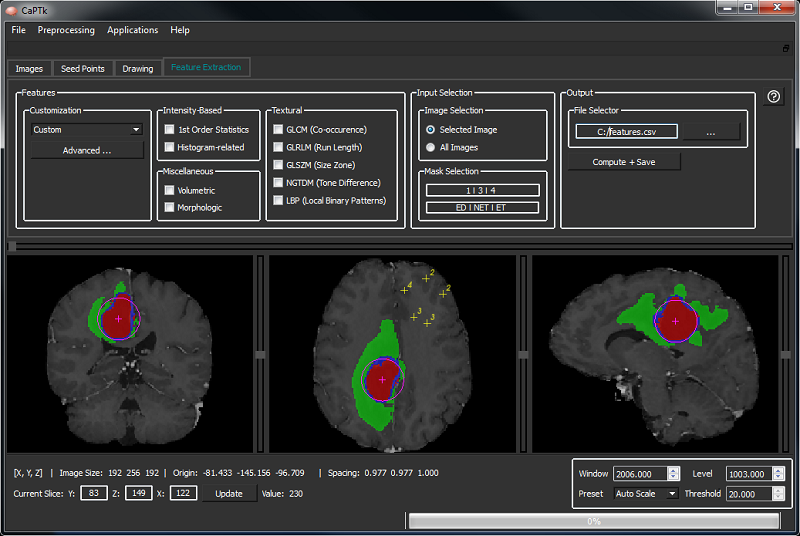 CaPTk
File Preprocessing Applications Help
Images Seed Points Drawing Feature Extraction
Features
Customization
Custom
Advanced ...
Intensity-Based
1st Order Statistics
Histogram-related
Miscellaneous
Volumetric
Morphologic
Textural
GLCM (Co-occurence)
GLRLM (Run Length)
GLSZM (Size Zone)
NGTDM (Tone Difference)
LBP (Local Binary Patterns)
Input Selection
Image Selection
Selected Image
All Images
Mask Selection
1 | 3 | 4
ED | NET | ET
Output
File Selector
C:/features.csv ...
Compute + Save
?
2
4
2
3
3
[X, Y, Z] | Image Size: 192 256 192 | Origin: -81.433 -145.156 -96.709 | Spacing: 0.977 0.977 1.000
Current Slice: Y: 83 Z: 149 X: 122 Update Value: 230
Window 2006.000 Level 1003.000
Preset Auto Scale Threshold 20.000
0%